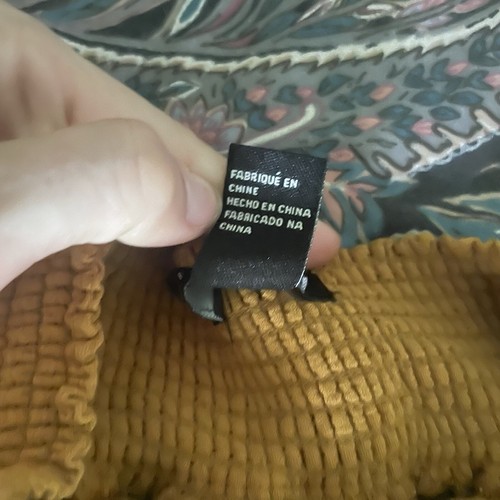 FABRIQUÉ EN
CHINE
HECHO EN CHINA
FABRICADO NA
CHINA